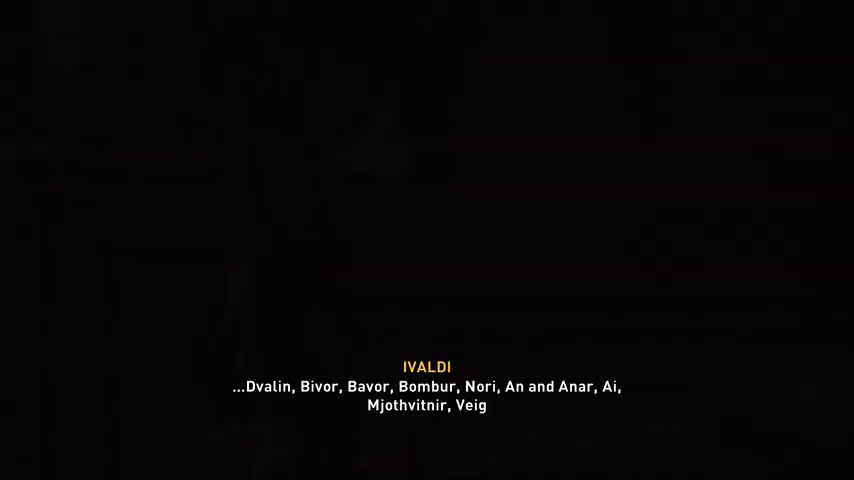 IVALDI
...Dvalin, Bivor, Bavor, Bombur, Nori, An and Anar, Ai,
Mjothvitnir, Veig